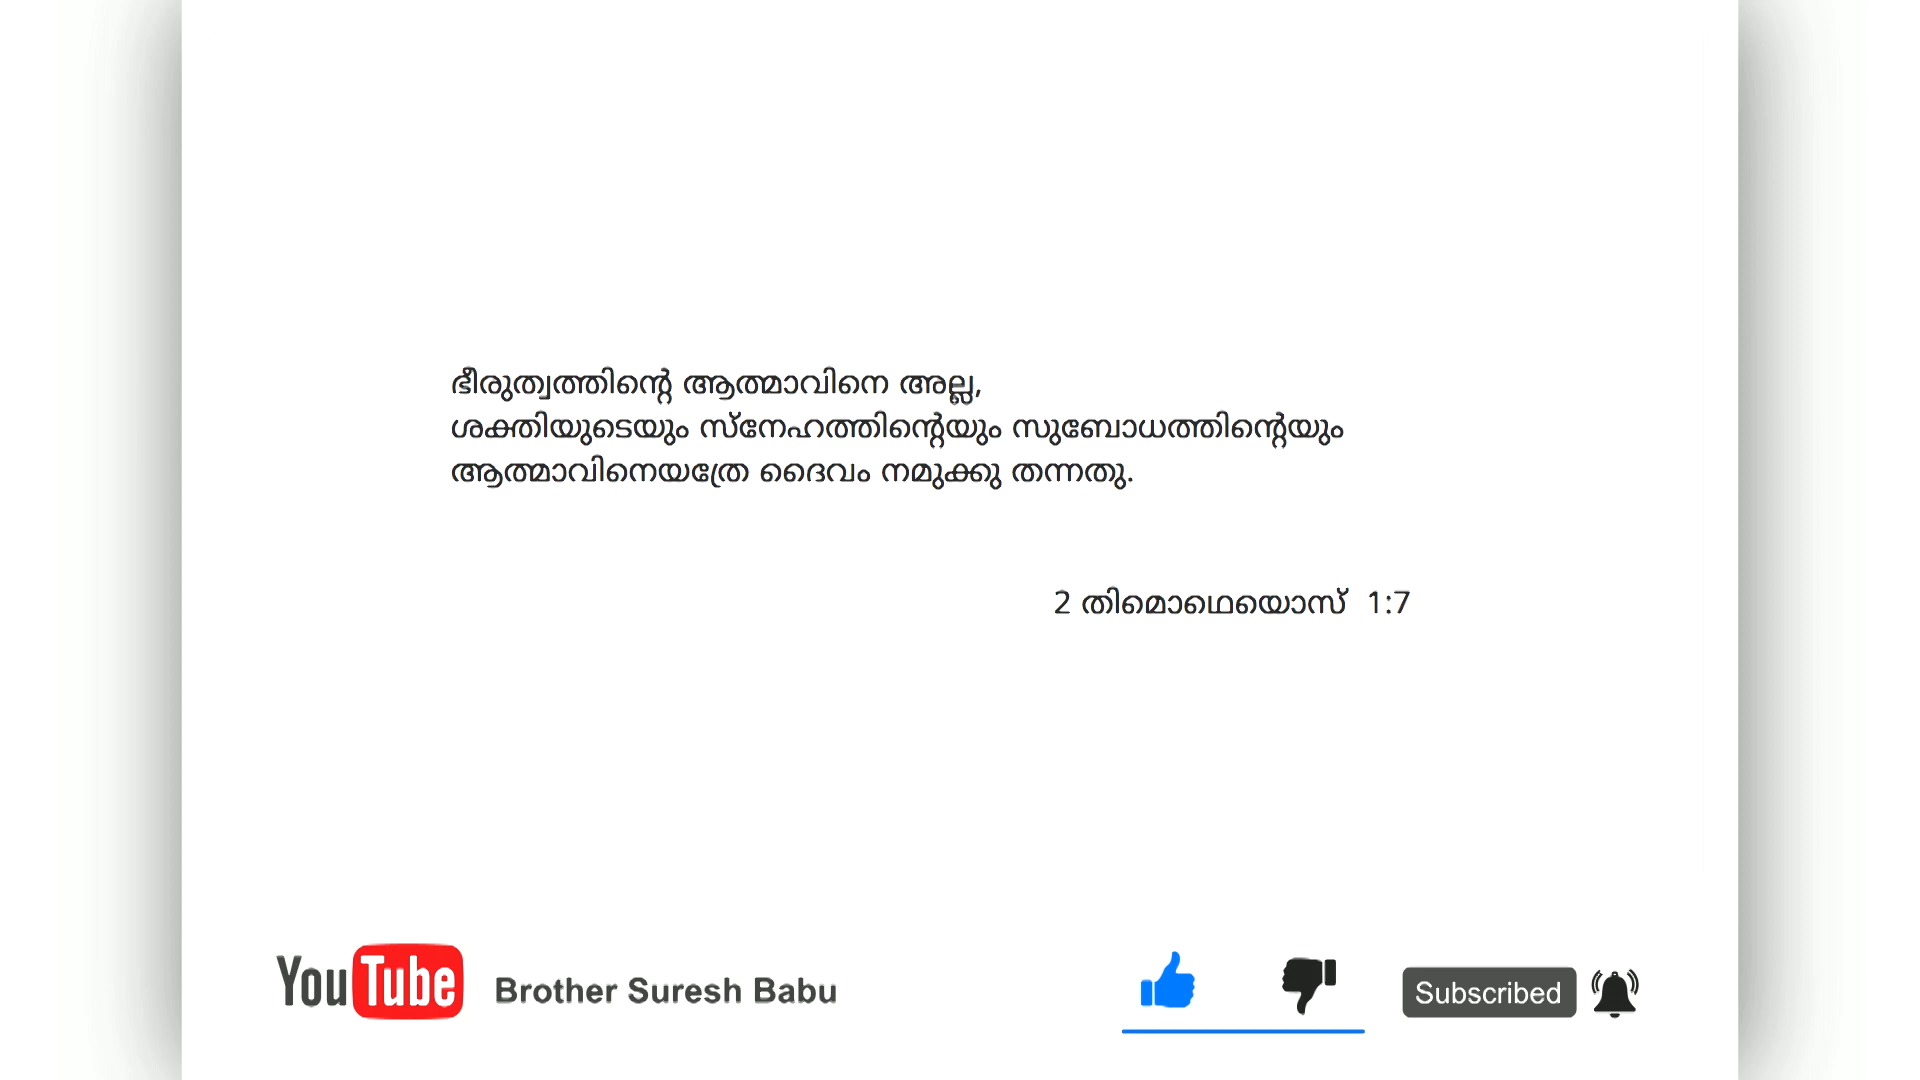 ഭീരുത്വത്തിന്റെ ആത്മാവിനെ അല്ല,
ശക്തിയുടെയും സ്നേഹത്തിന്റെയും സുബോധത്തിന്റെയും
ആത്മാവിനെയത്രേ ദൈവം നമുക്കു തന്നതു.
2 തിമൊഥെയൊസ് 1:7
YouTube Brother Suresh Babu Subscribed